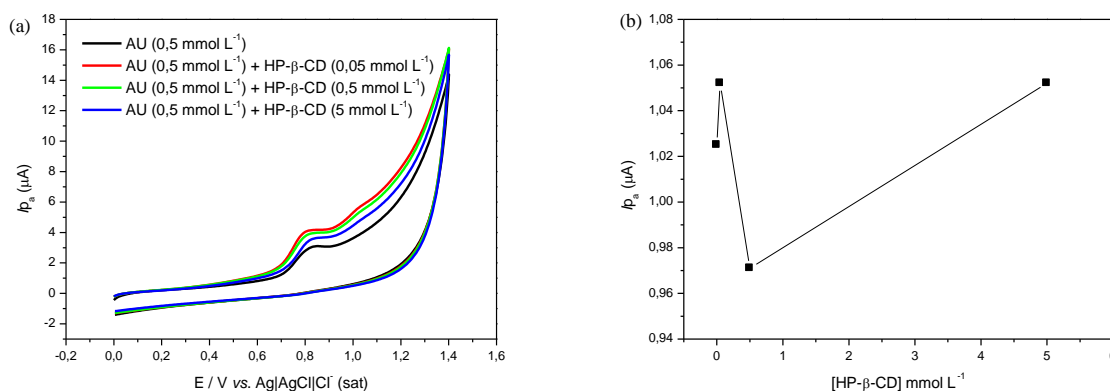 (a)
18
16
14
12
10
8
6
4
2
0
-2
Ip a (μA)
AU (0,5 mmol L⁻¹)
AU (0,5 mmol L⁻¹) + HP-β-CD (0,05 mmol L⁻¹)
AU (0,5 mmol L⁻¹) + HP-β-CD (0,5 mmol L⁻¹)
AU (0,5 mmol L⁻¹) + HP-β-CD (5 mmol L⁻¹)
-0,2 0,0 0,2 0,4 0,6 0,8 1,0 1,2 1,4 1,6
E / V vs. Ag|AgCl|Cl⁻ (sat)
(b)
1,08
1,06
1,04
1,02
1,00
0,98
0,96
0,94
Ip a (μA)
0 1 2 3 4 5 6
[HP-β-CD] mmol L⁻¹